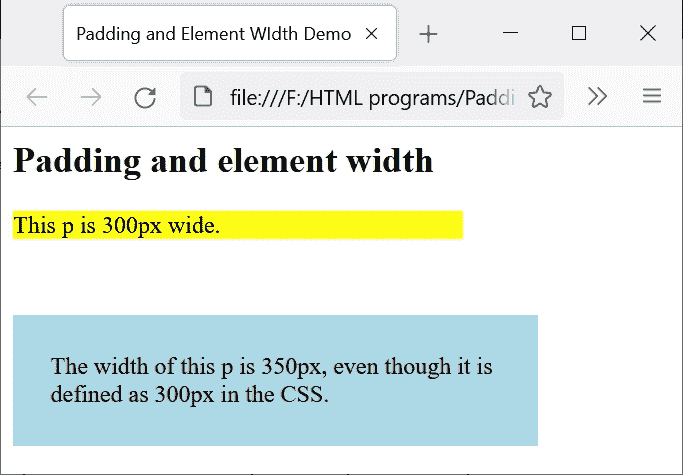 Padding and Element WIdth Demo
file:///F:/HTML programs/Paddi
Padding and element width
This p is 300px wide.
The width of this p is 350px, even though it is
defined as 300px in the CSS.